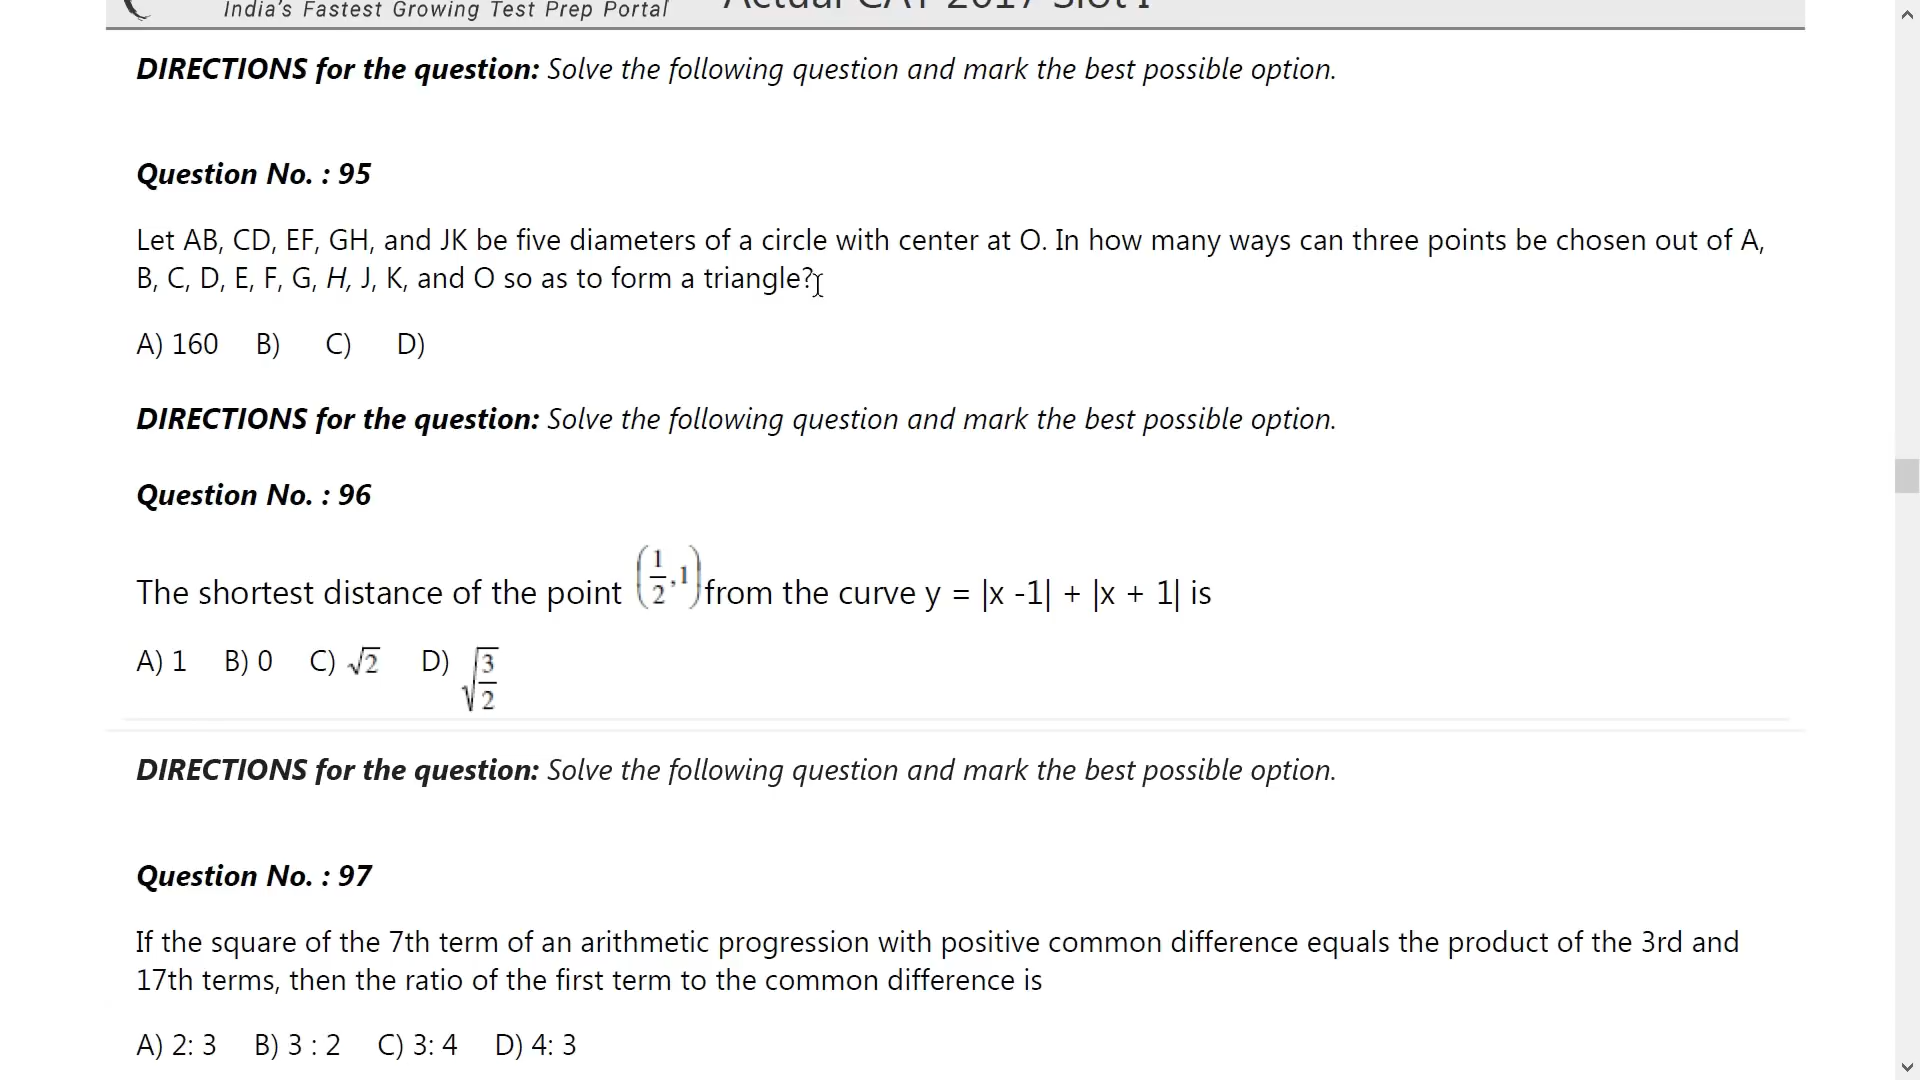 India's Fastest Growing Test Prep Portal Actual CAT 2017 Slot I
DIRECTIONS for the question: Solve the following question and mark the best possible option.
Question No. : 95
Let AB, CD, EF, GH, and JK be five diameters of a circle with center at O. In how many ways can three points be chosen out of A,
B, C, D, E, F, G, H, J, K, and O so as to form a triangle?
A) 160 B) C) D)
DIRECTIONS for the question: Solve the following question and mark the best possible option.
Question No. : 96
The shortest distance of the point (1/2, 1) from the curve y = |x -1| + |x + 1| is
A) 1 B) 0 C) √2 D) √(3/2)
DIRECTIONS for the question: Solve the following question and mark the best possible option.
Question No. : 97
If the square of the 7th term of an arithmetic progression with positive common difference equals the product of the 3rd and
17th terms, then the ratio of the first term to the common difference is
A) 2: 3 B) 3 : 2 C) 3: 4 D) 4: 3